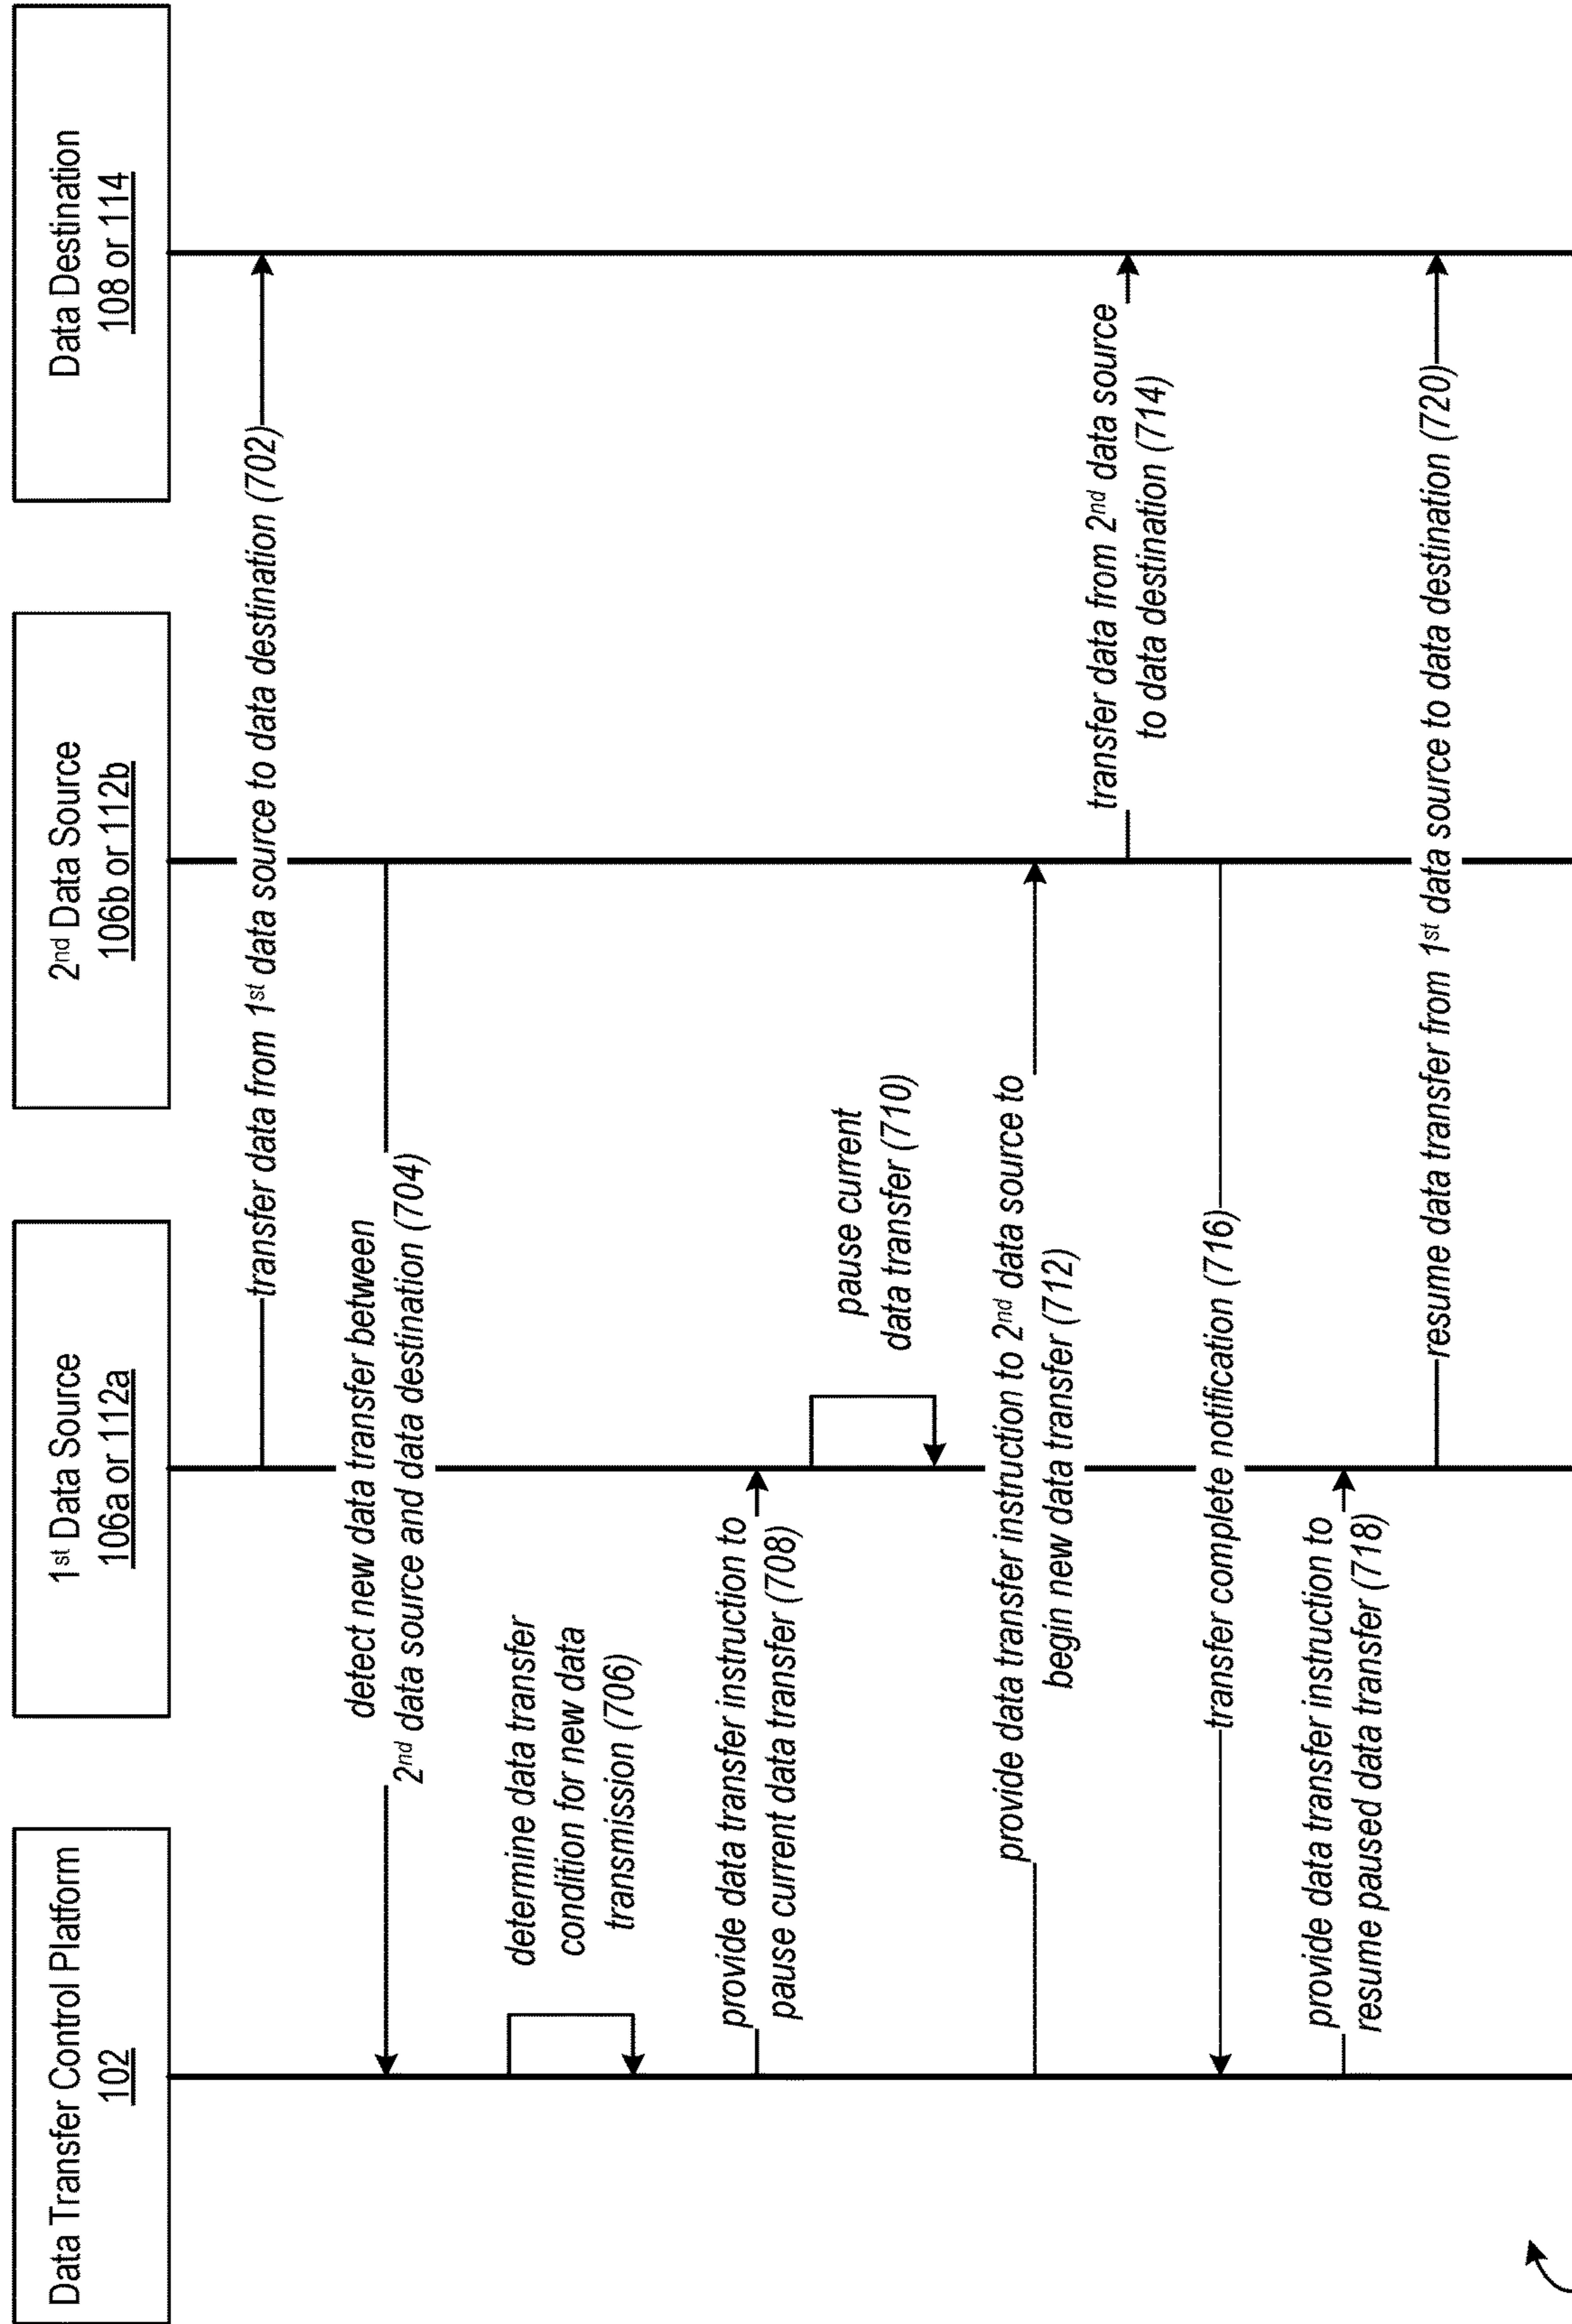 Data Transfer Control Platform
102
1st Data Source
106a or 112a
2nd Data Source
106b or 112b
Data Destination
108 or 114
transfer data from 1st data source to data destination (702)
detect new data transfer between
2nd data source and data destination (704)
determine data transfer
condition for new data
transmission (706)
provide data transfer instruction to
pause current data transfer (708)
pause current
data transfer (710)
provide data transfer instruction to 2nd data source to
begin new data transfer (712)
transfer data from 2nd data source
to data destination (714)
transfer complete notification (716)
provide data transfer instruction to
resume paused data transfer (718)
resume data transfer from 1st data source to data destination (720)